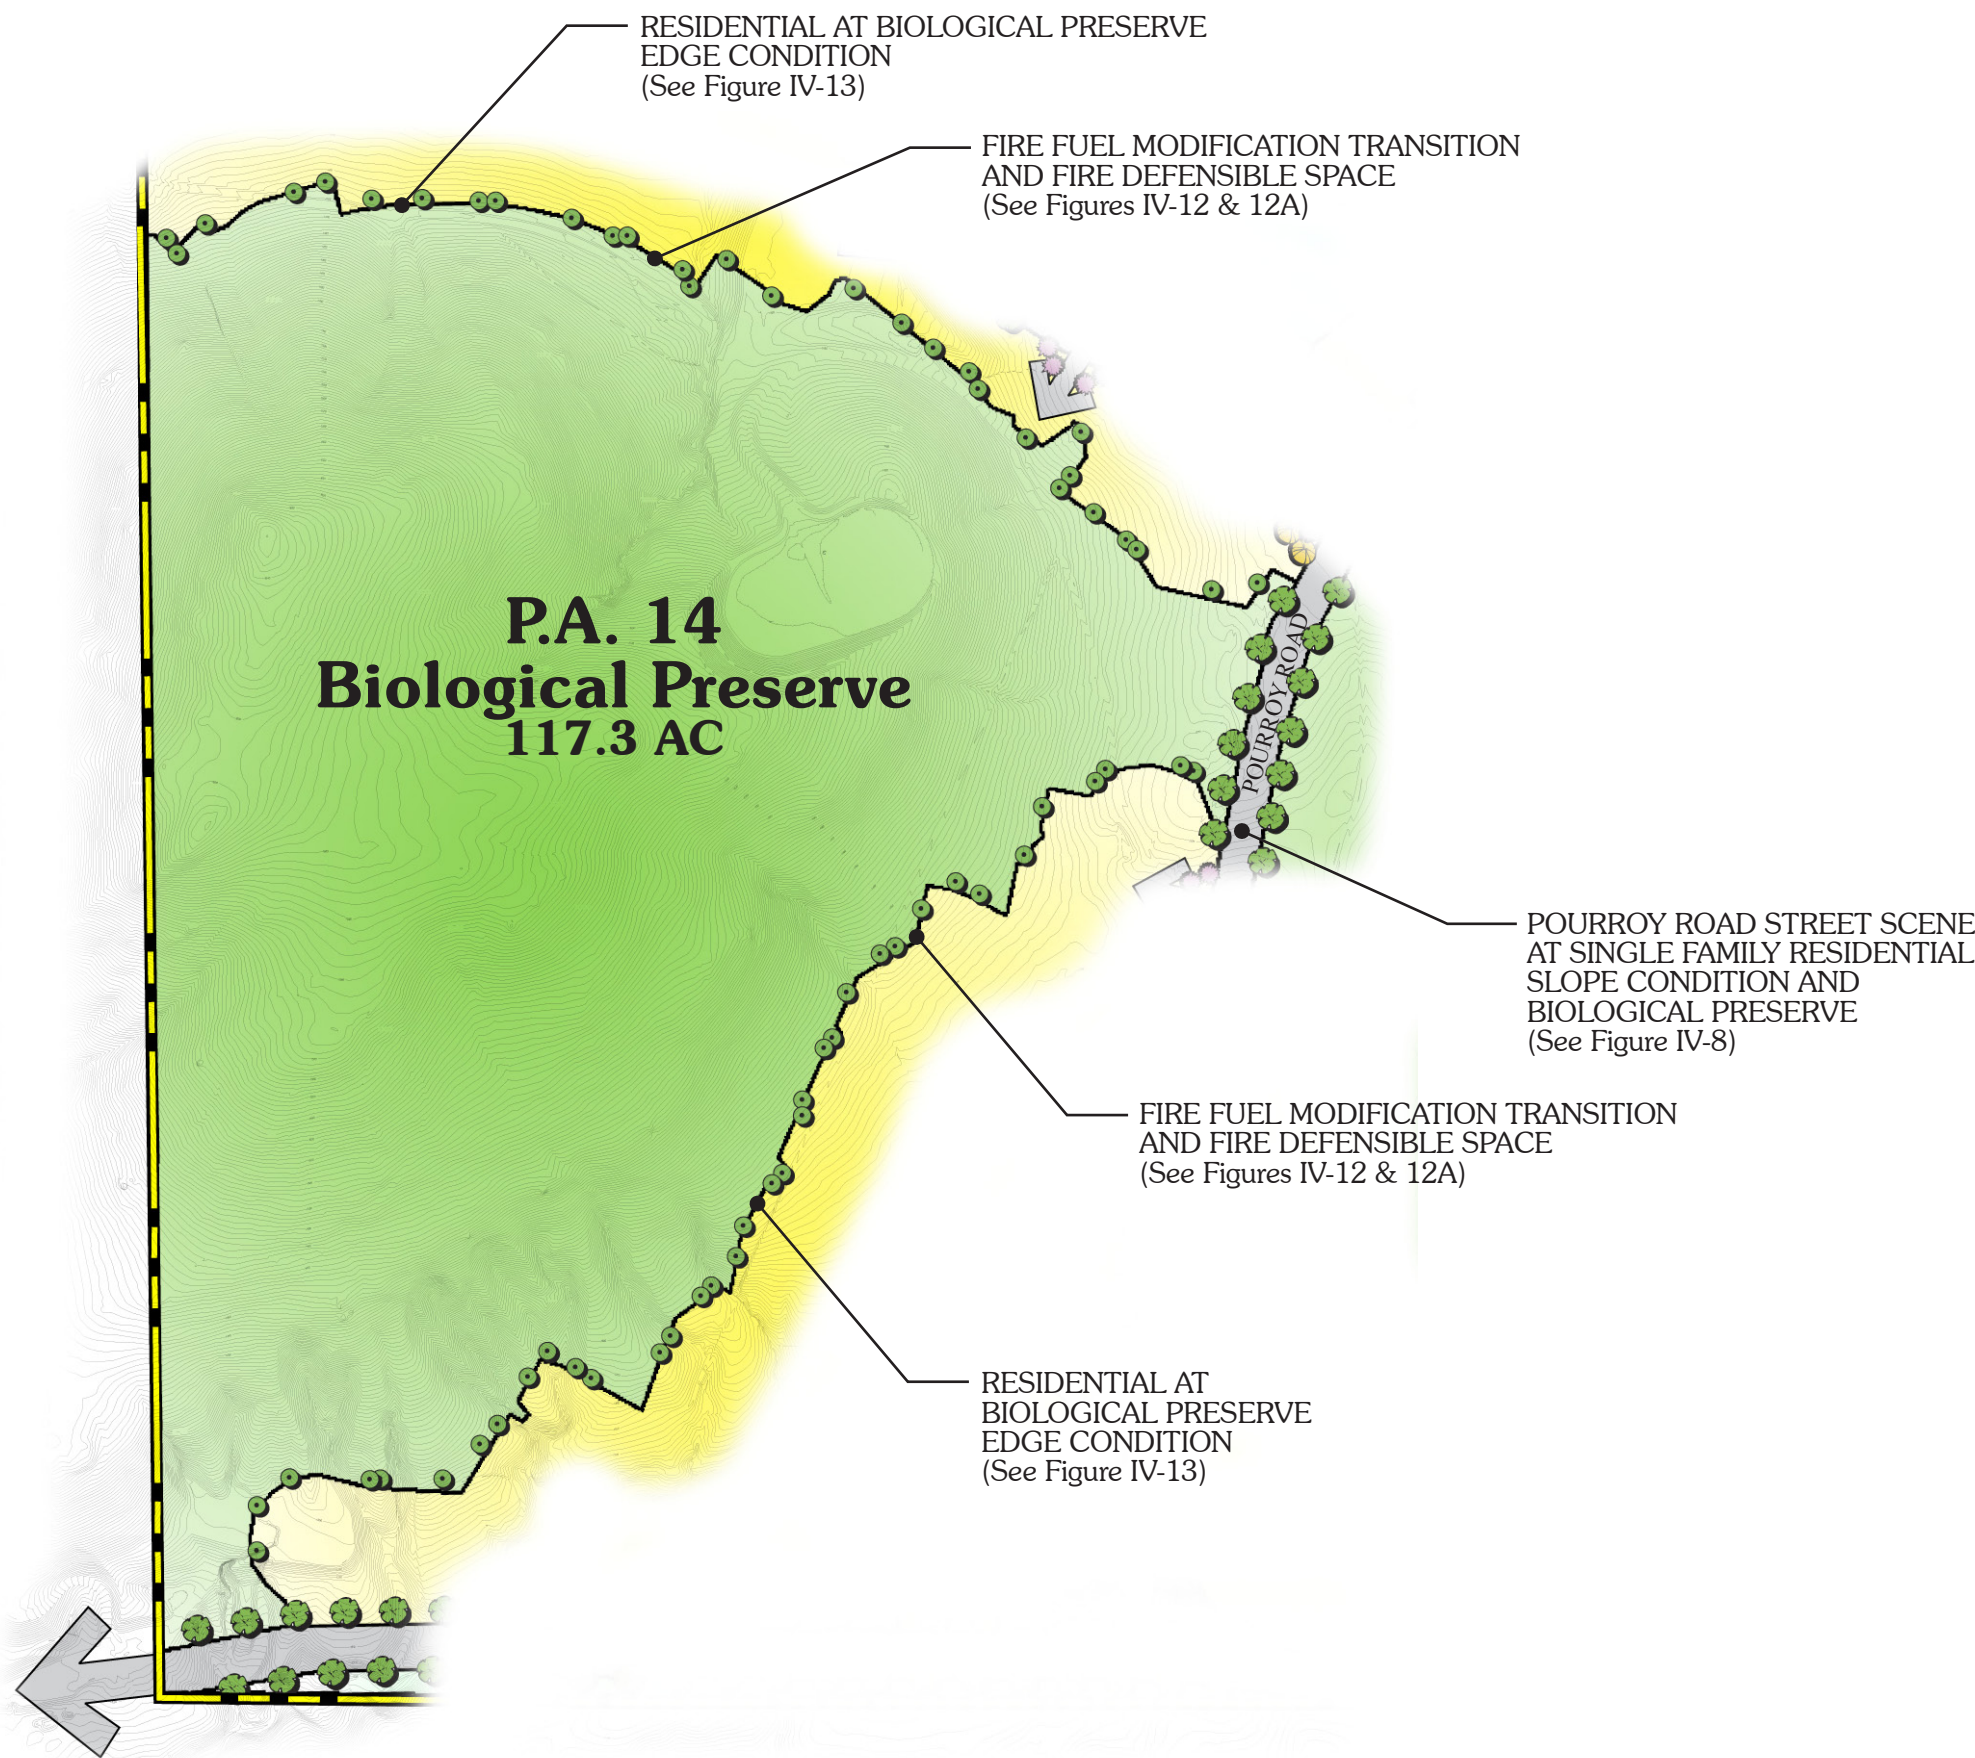 RESIDENTIAL AT BIOLOGICAL PRESERVE
EDGE CONDITION
(See Figure IV-13)
FIRE FUEL MODIFICATION TRANSITION
AND FIRE DEFENSIBLE SPACE
(See Figures IV-12 & 12A)
P.A. 14
Biological Preserve
117.3 AC
POURROY ROAD
POURROY ROAD STREET SCENE
AT SINGLE FAMILY RESIDENTIAL
SLOPE CONDITION AND
BIOLOGICAL PRESERVE
(See Figure IV-8)
FIRE FUEL MODIFICATION TRANSITION
AND FIRE DEFENSIBLE SPACE
(See Figures IV-12 & 12A)
RESIDENTIAL AT
BIOLOGICAL PRESERVE
EDGE CONDITION
(See Figure IV-13)